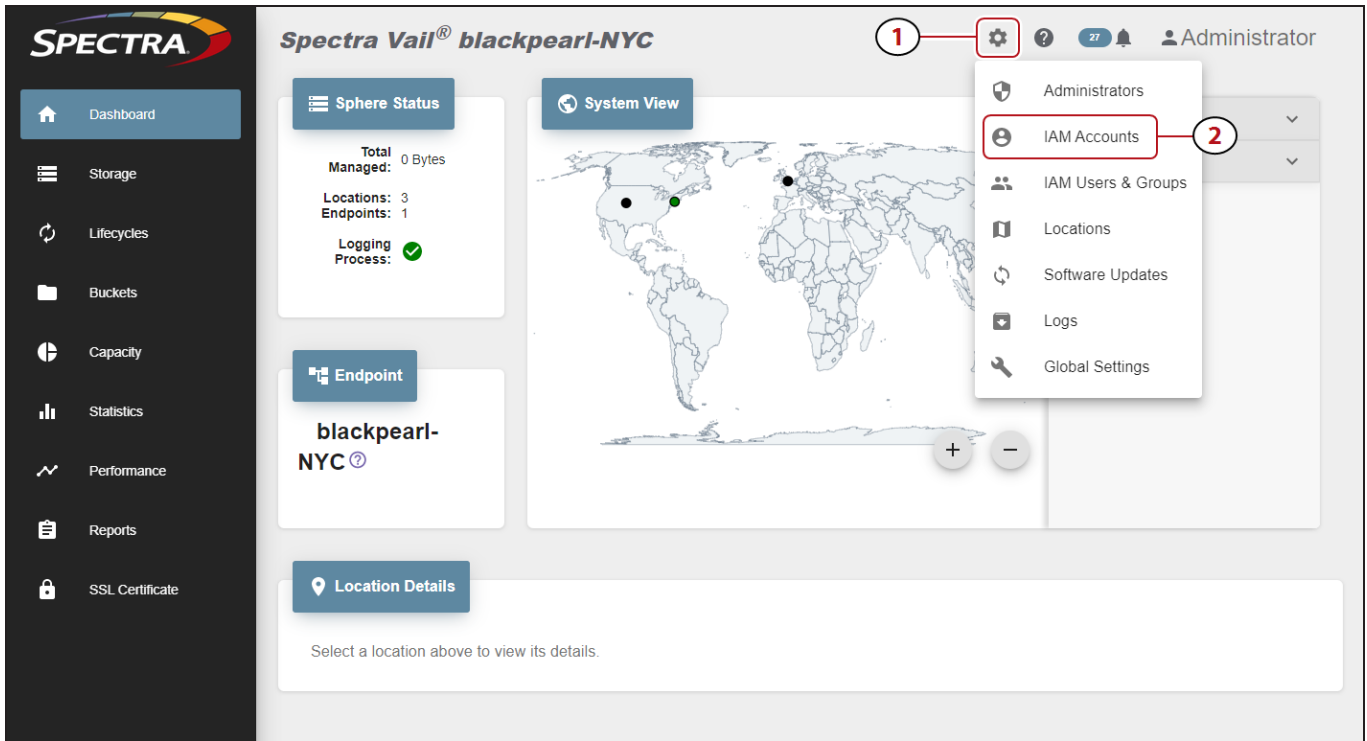 SPECTRA
Spectra Vail® blackpearl-NYC
1
27
Administrator
Dashboard
Storage
Lifecycles
Buckets
Capacity
Statistics
Performance
Reports
SSL Certificate
Sphere Status
Total
Managed: 0 Bytes
Locations: 3
Endpoints: 1
Logging
Process:
System View
+
−
Administrators
IAM Accounts
2
IAM Users & Groups
Locations
Software Updates
Logs
Global Settings
Endpoint
blackpearl-
NYC
Location Details
Select a location above to view its details.